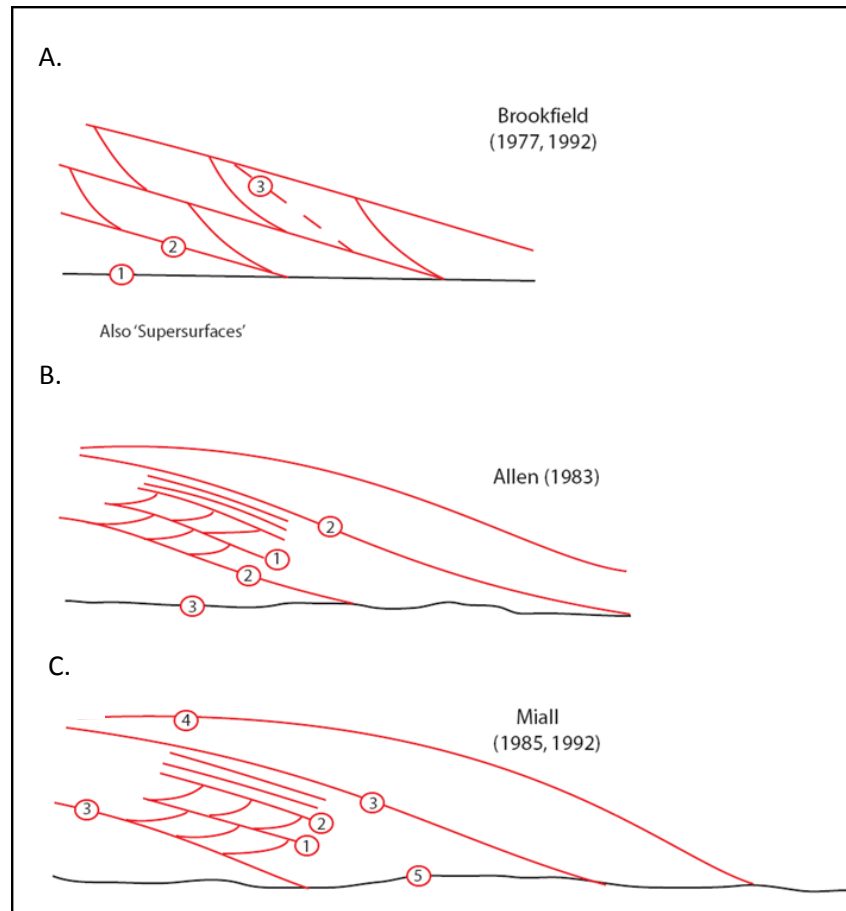 A.
Brookfield
(1977, 1992)
3
2
1
Also 'Supersurfaces'
B.
Allen (1983)
2
1
2
3
C.
4
Miall
(1985, 1992)
3
3
2
1
5